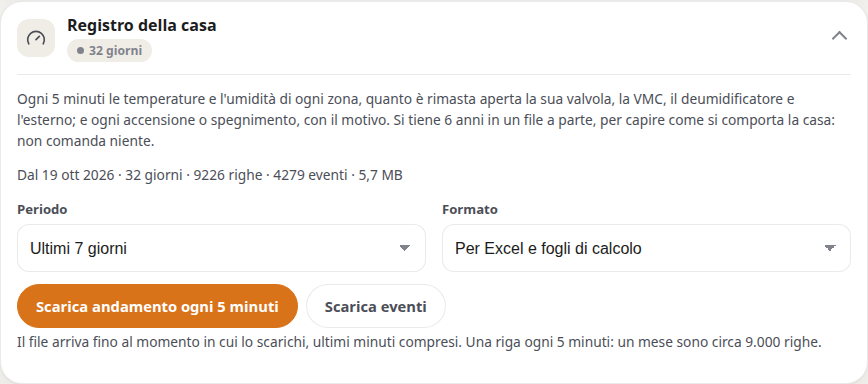 Registro della casa
32 giorni
Ogni 5 minuti le temperature e l'umidità di ogni zona, quanto è rimasta aperta la sua valvola, la VMC, il deumidificatore e
l'esterno; e ogni accensione o spegnimento, con il motivo. Si tiene 6 anni in un file a parte, per capire come si comporta la casa:
non comanda niente.
Dal 19 ott 2026 · 32 giorni · 9226 righe · 4279 eventi · 5,7 MB
Periodo
Formato
Ultimi 7 giorni
Per Excel e fogli di calcolo
Scarica andamento ogni 5 minuti
Scarica eventi
Il file arriva fino al momento in cui lo scarichi, ultimi minuti compresi. Una riga ogni 5 minuti: un mese sono circa 9.000 righe.